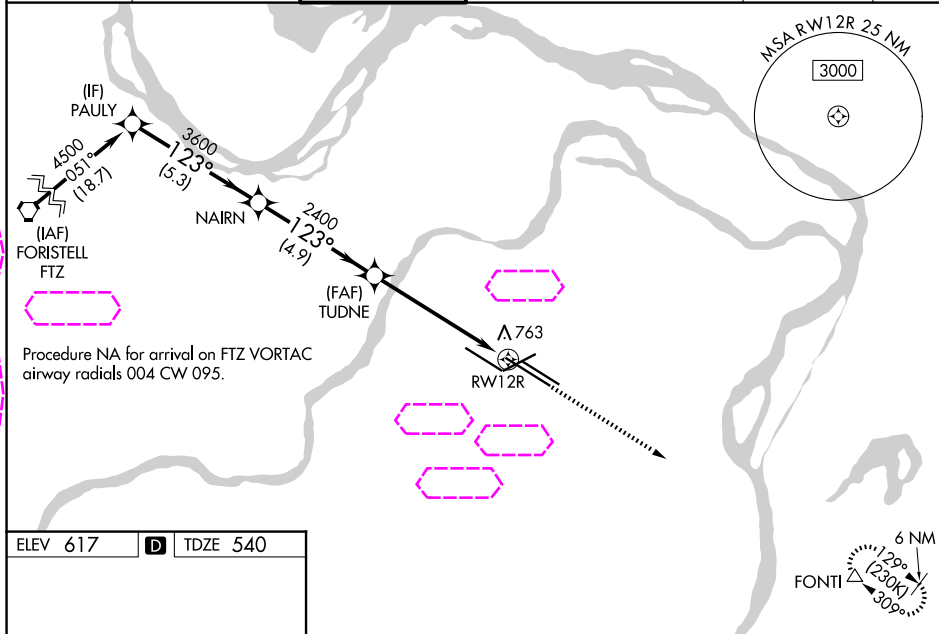 MSA RW12R 25 NM
3000
(IF)
PAULY
4500
051°
(18.7)
3600
123°
(5.3)
NAIRN
2400
123°
(4.9)
(IAF)
FORISTELL
FTZ
(FAF)
TUDNE
763
RW12R
Procedure NA for arrival on FTZ VORTAC
airway radials 004 CW 095.
ELEV 617 D TDZE 540
6 NM
129°
(230K)
309°
FONTI